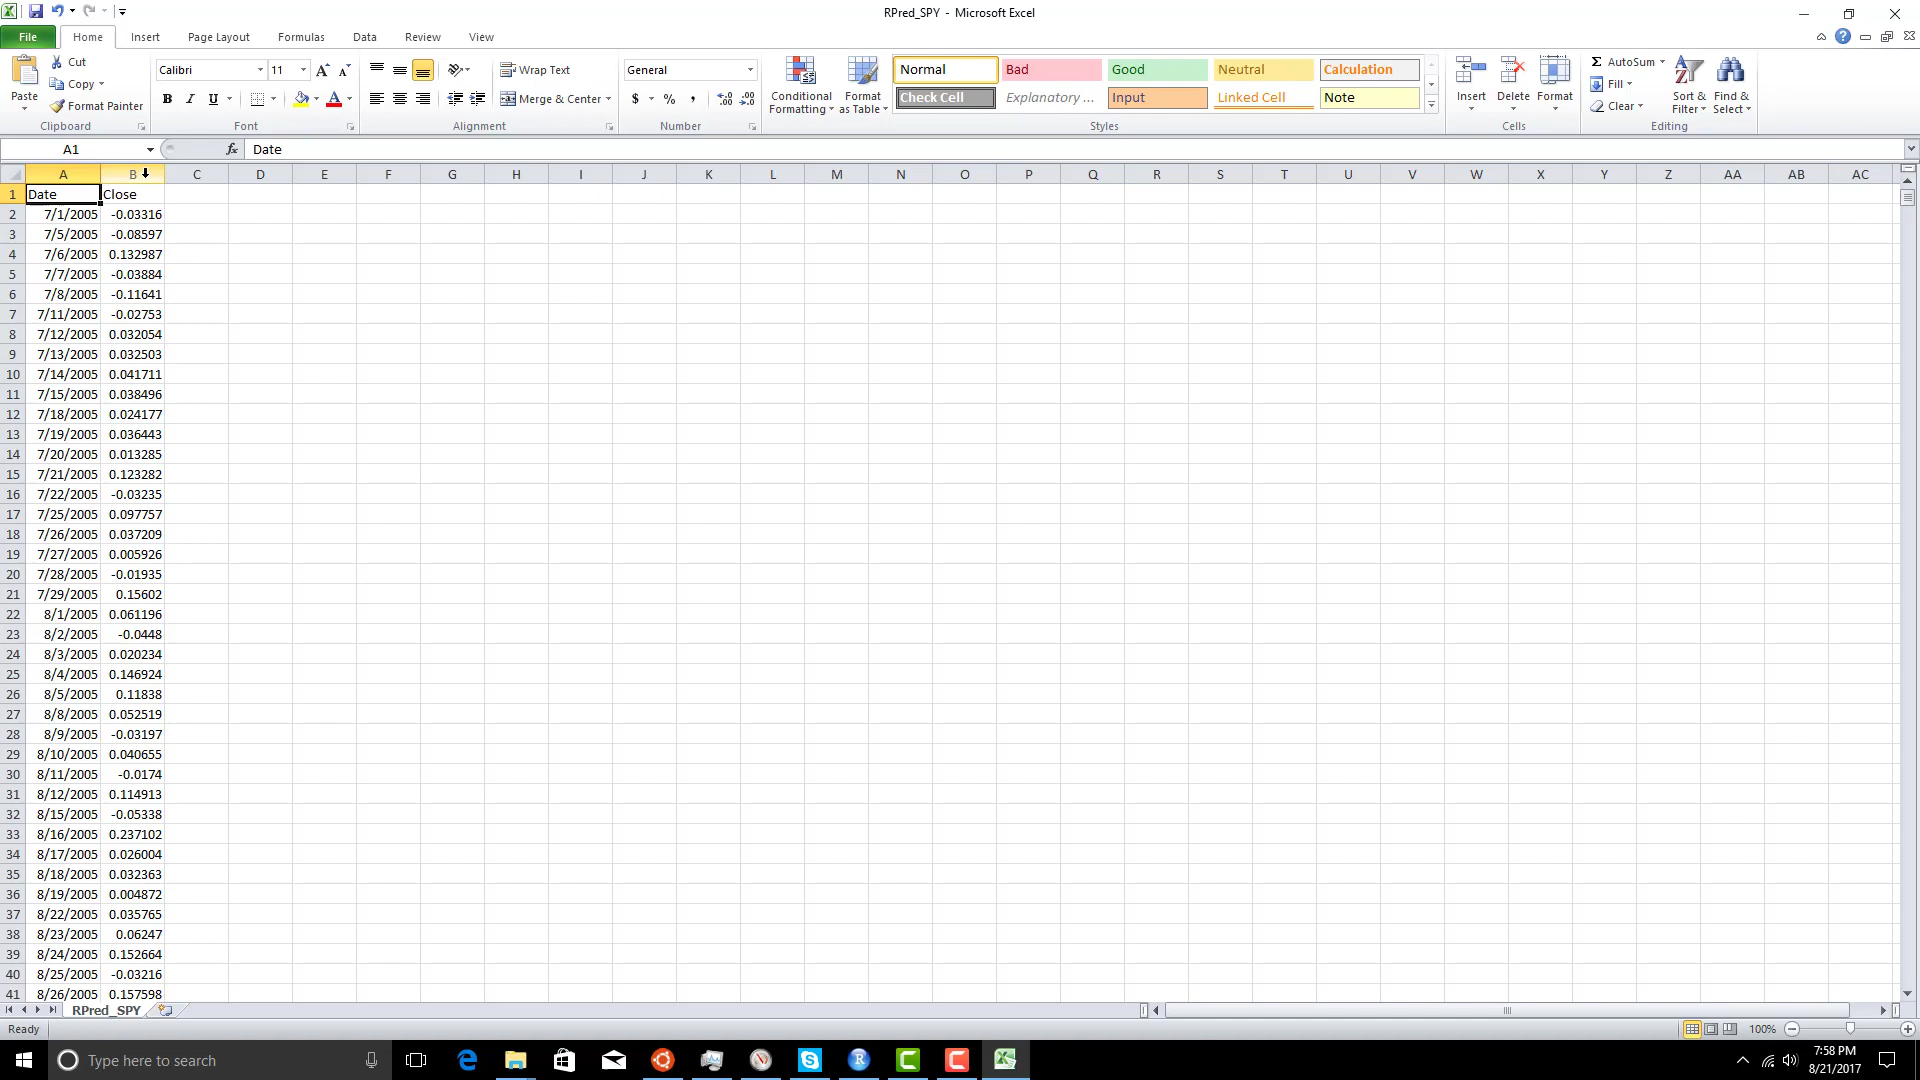 RPred_SPY - Microsoft Excel
File Home Insert Page Layout Formulas Data Review View
Paste
Cut
Copy
Format Painter
Clipboard
Calibri 11
B I U
Font
Wrap Text
Merge & Center
Alignment
General
$ % ,
Number
Conditional Formatting
Format as Table
Normal Bad Good Neutral Calculation
Check Cell Explanatory ... Input Linked Cell Note
Styles
Insert Delete Format
Cells
Σ AutoSum
Fill
Clear
Sort & Filter
Find & Select
Editing
A1 fx Date
A B C D E F G H I J K L M N O P Q R S T U V W X Y Z AA AB AC
1 Date Close
2 7/1/2005 -0.03316
3 7/5/2005 -0.08597
4 7/6/2005 0.132987
5 7/7/2005 -0.03884
6 7/8/2005 -0.11641
7 7/11/2005 -0.02753
8 7/12/2005 0.032054
9 7/13/2005 0.032503
10 7/14/2005 0.041711
11 7/15/2005 0.038496
12 7/18/2005 0.024177
13 7/19/2005 0.036443
14 7/20/2005 0.013285
15 7/21/2005 0.123282
16 7/22/2005 -0.03235
17 7/25/2005 0.097757
18 7/26/2005 0.037209
19 7/27/2005 0.005926
20 7/28/2005 -0.01935
21 7/29/2005 0.15602
22 8/1/2005 0.061196
23 8/2/2005 -0.0448
24 8/3/2005 0.020234
25 8/4/2005 0.146924
26 8/5/2005 0.11838
27 8/8/2005 0.052519
28 8/9/2005 -0.03197
29 8/10/2005 0.040655
30 8/11/2005 -0.0174
31 8/12/2005 0.114913
32 8/15/2005 -0.05338
33 8/16/2005 0.237102
34 8/17/2005 0.026004
35 8/18/2005 0.032363
36 8/19/2005 0.004872
37 8/22/2005 0.035765
38 8/23/2005 0.06247
39 8/24/2005 0.152664
40 8/25/2005 -0.03216
41 8/26/2005 0.157598
RPred_SPY
Ready 100%
Type here to search
7:58 PM
8/21/2017